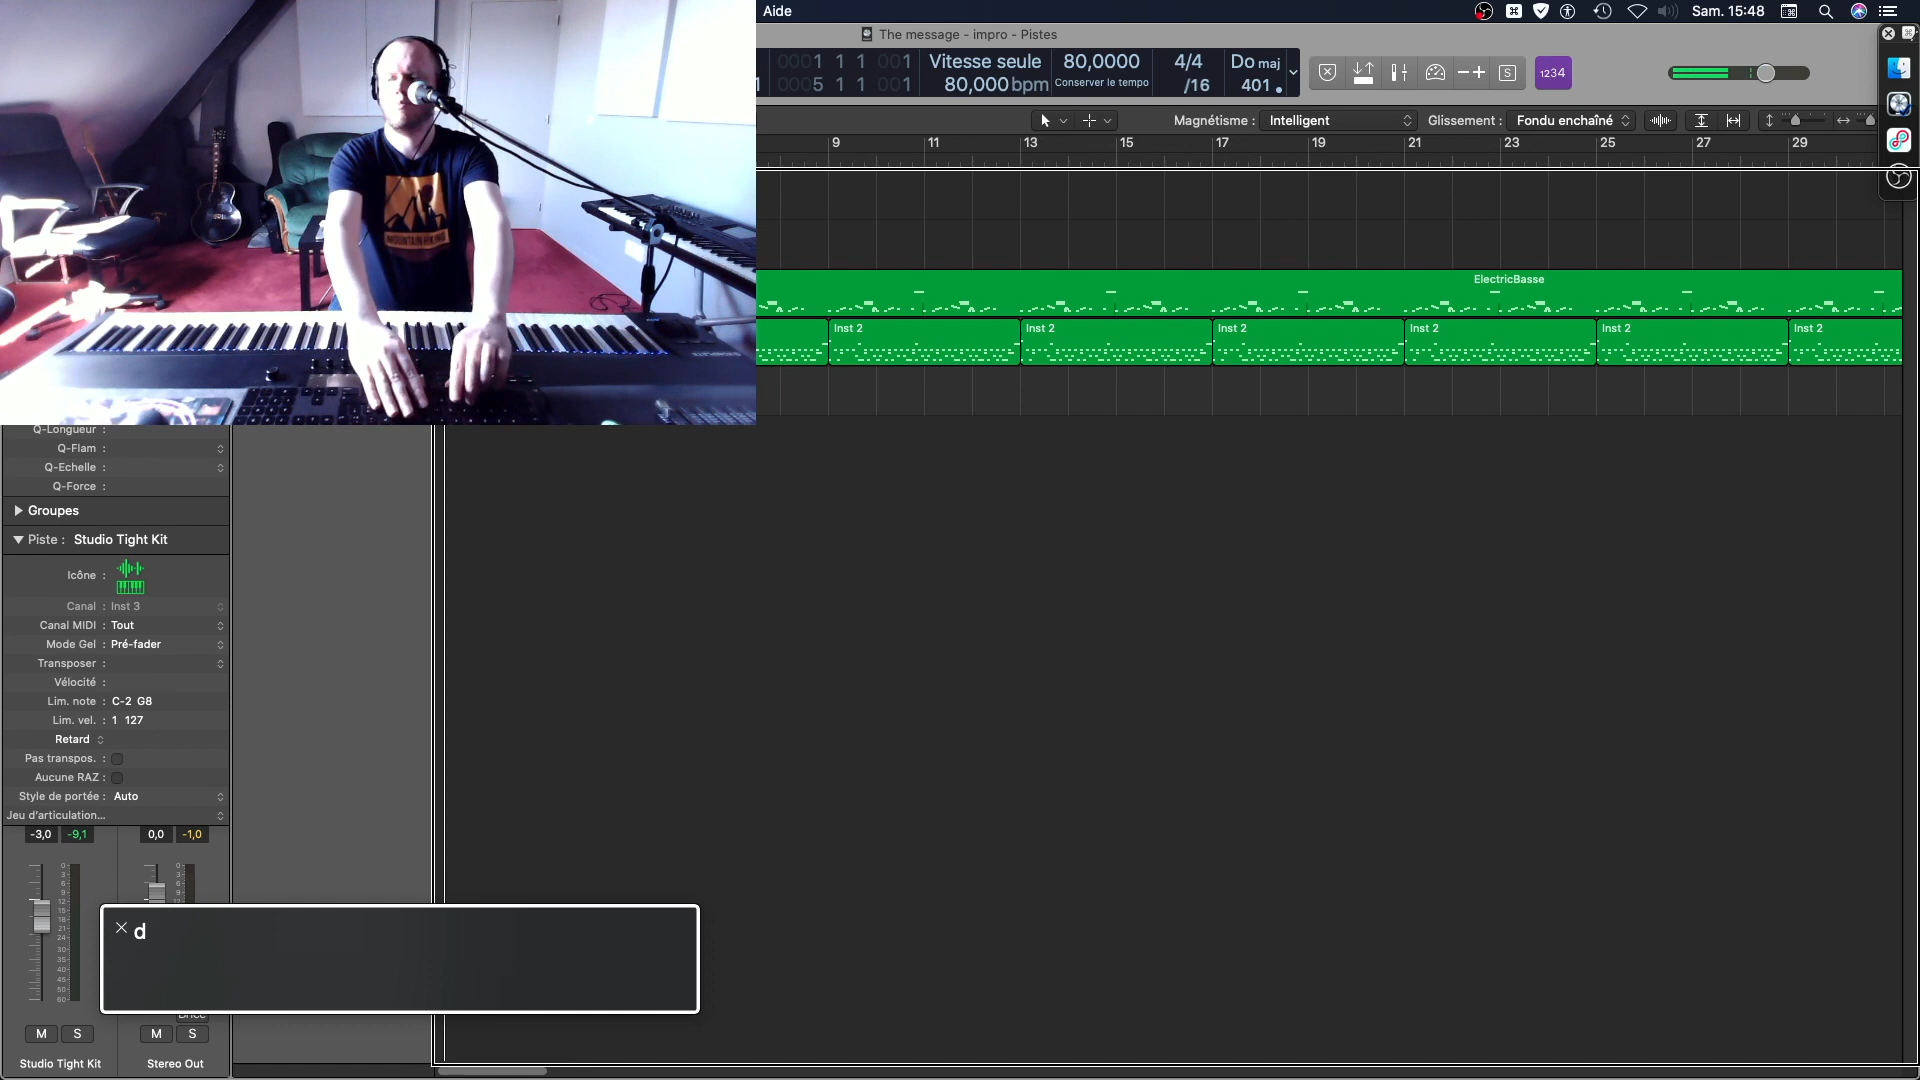 Aide
Sam. 15:48
The message - impro - Pistes
0001 1 1 001
Vitesse seule
80,0000
4/4
Do maj
0005 1 1 001
80,000 bpm
Conserver le tempo
/16
401
S
1234
Magnétisme : Intelligent
Glissement : Fondu enchaîné
9 11 13 15 17 19 21 23 25 27 29
ElectricBasse
Inst 2
Inst 2
Inst 2
Inst 2
Inst 2
Inst 2
MOUNTAIN HIKING
Q-Longueur :
Q-Flam :
Q-Echelle :
Q-Force :
Groupes
Piste : Studio Tight Kit
Icône :
Canal : Inst 3
Canal MIDI : Tout
Mode Gel : Pré-fader
Transposer :
Vélocité :
Lim. note : C-2 G8
Lim. vel. : 1 127
Retard
Pas transpos. :
Aucune RAZ :
Style de portée : Auto
Jeu d'articulation...
-3,0 -9,1 0,0 -1,0
d
M S M S
Studio Tight Kit Stereo Out